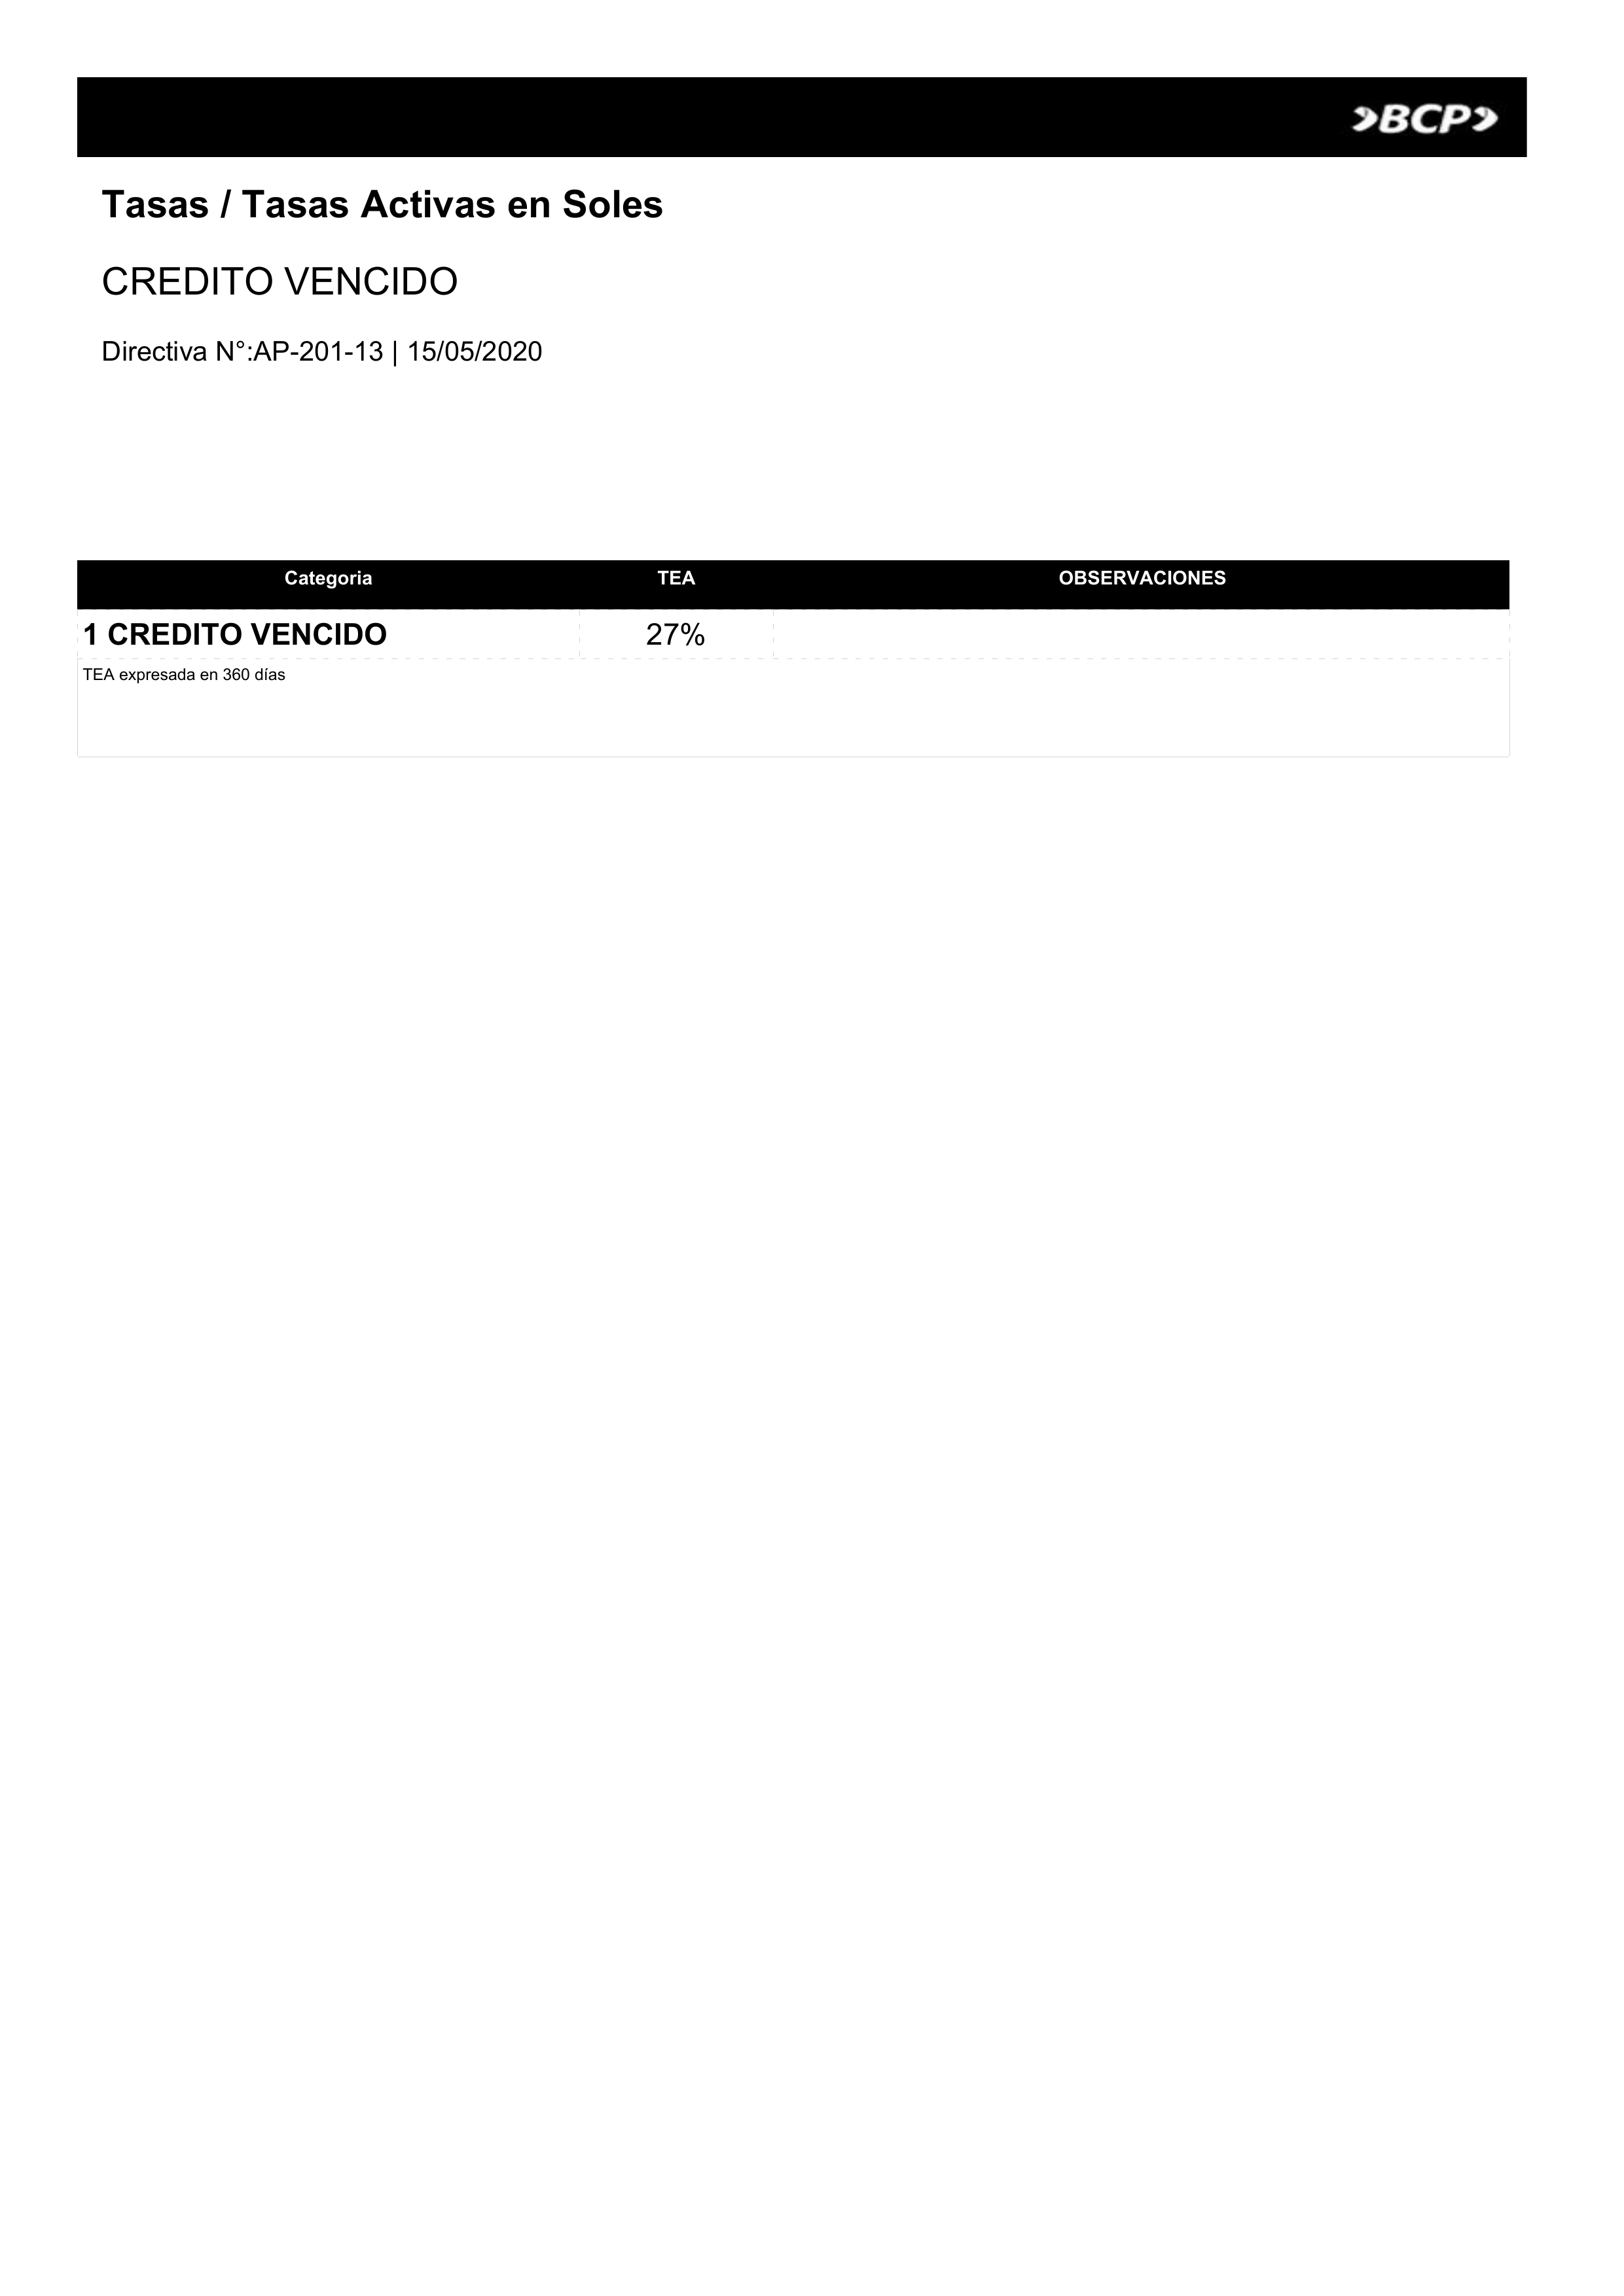 BCP
Tasas / Tasas Activas en Soles
CREDITO VENCIDO
Directiva N°:AP-201-13 | 15/05/2020
Categoria TEA OBSERVACIONES
1 CREDITO VENCIDO 27%
TEA expresada en 360 días